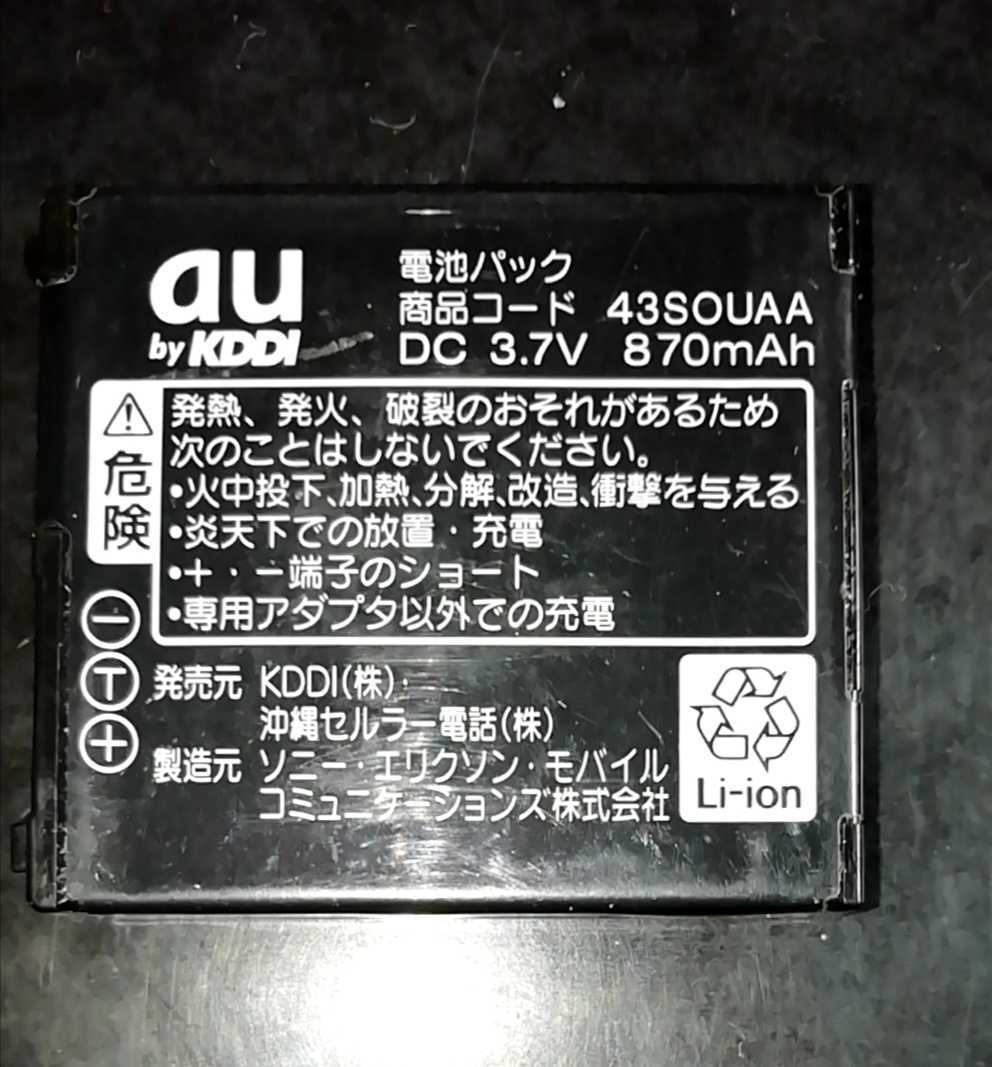 au
by KDDI
電池パック
商品コード 43SOUAA
DC 3.7V 870mAh
危険
発熱、発火、破裂のおそれがあるため
次のことはしないでください。
•火中投下、加熱、分解、改造、衝撃を与える
•炎天下での放置・充電
•＋・－端子のショート
•専用アダプタ以外での充電
－
T
＋
発売元 KDDI(株)
沖縄セルラー電話(株)
製造元 ソニー・エリクソン・モバイル
コミュニケーションズ株式会社
Li-ion